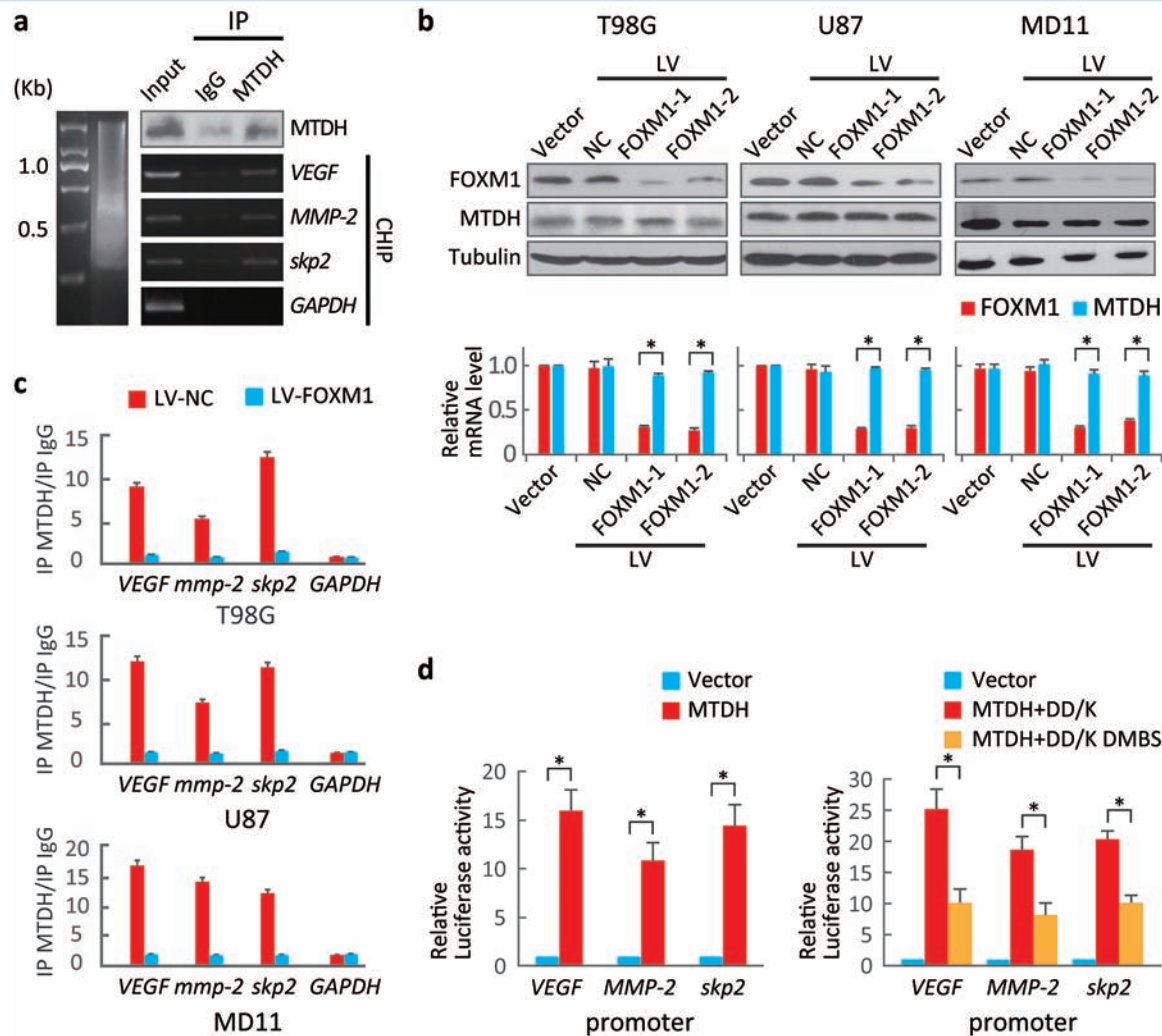 a
IP
(Kb)
Input
IgG
MTDH
1.0
0.5
MTDH
VEGF
MMP-2
skp2
GAPDH
CHIP
b
T98G
U87
MD11
LV
LV
LV
Vector
NC
FOXM1-1
FOXM1-2
Vector
NC
FOXM1-1
FOXM1-2
Vector
NC
FOXM1-1
FOXM1-2
FOXM1
MTDH
Tubulin
FOXM1
MTDH
Relative
mRNA level
1.0
0.5
0
* * * * * *
Vector
NC
FOXM1-1
FOXM1-2
Vector
NC
FOXM1-1
FOXM1-2
Vector
NC
FOXM1-1
FOXM1-2
LV
LV
LV
c
LV-NC
LV-FOXM1
IP MTDH/IP IgG
15
10
5
0
VEGF mmp-2 skp2 GAPDH
T98G
IP MTDH/IP IgG
15
10
5
0
VEGF mmp-2 skp2 GAPDH
U87
IP MTDH/IP IgG
20
15
10
5
0
VEGF mmp-2 skp2 GAPDH
MD11
d
Vector
MTDH
Relative
Luciferase activity
20
15
10
5
0
* * *
VEGF MMP-2 skp2
promoter
Vector
MTDH+DD/K
MTDH+DD/K DMBS
Relative
Luciferase activity
30
25
20
15
10
5
0
* * *
VEGF MMP-2 skp2
promoter